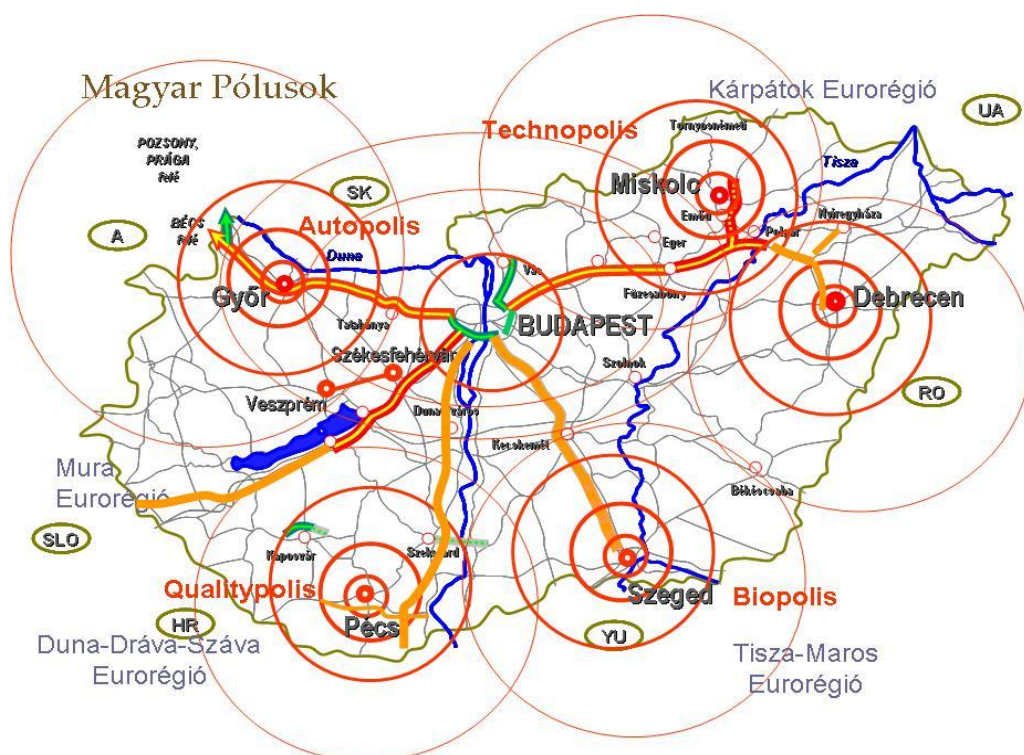 Magyar Pólusok
Kárpátok Eurorégió
UA
Technopolis
Tornyosnémeti
POZSONY,
PRÁGA
felé
Tisza
SK
Miskolc
Nyíregyháza
Emőd
Polgár
A
BÉCS
felé
Autopolis
Eger
Duna
Vác
Győr
Füzesabony
Debrecen
Tatabánya
BUDAPEST
Székesfehérvár
Szolnok
RO
Veszprém
Dunaújváros
Kecskemét
Mura
Eurorégió
Békéscsaba
SLO
Kaposvár
Szekszárd
Qualitypolis
Szeged
Biopolis
HR
Pécs
YU
Duna-Dráva-Száva
Eurorégió
Tisza-Maros
Eurorégió